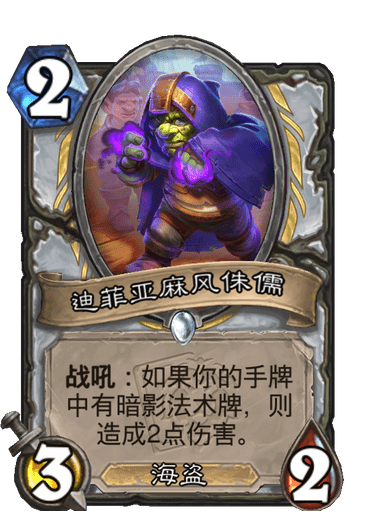 2
迪菲亚麻风侏儒
战吼：如果你的手牌
中有暗影法术牌，则
造成2点伤害。
3
海盗
2